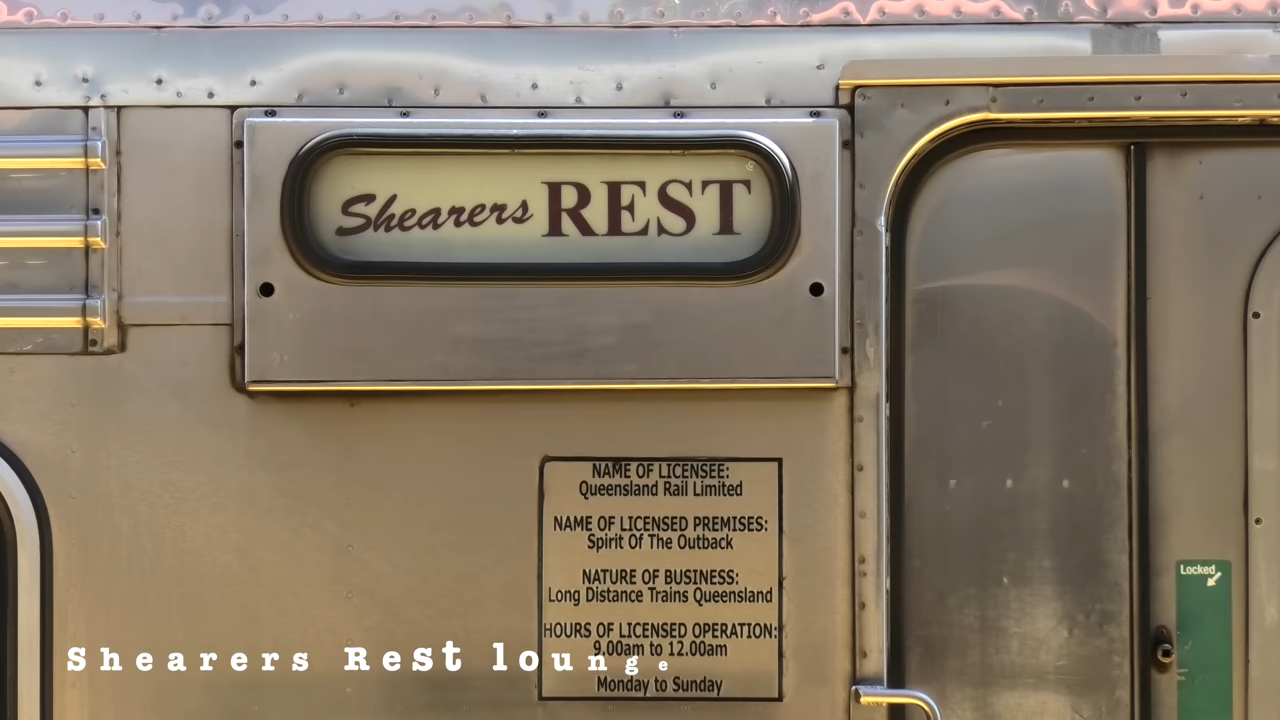 Shearers REST
NAME OF LICENSEE:
Queensland Rail Limited
NAME OF LICENSED PREMISES:
Spirit Of The Outback
NATURE OF BUSINESS:
Long Distance Trains Queensland
HOURS OF LICENSED OPERATION:
9.00am to 12.00am
Monday to Sunday
Locked
Shearers ReSt lounge